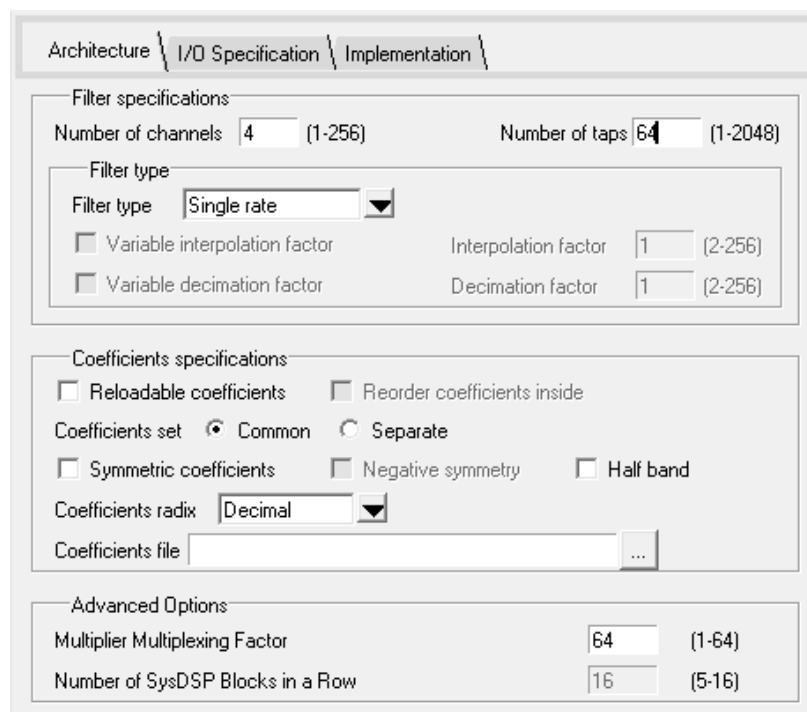 Architecture I/O Specification Implementation
Filter specifications
Number of channels 4 (1-256) Number of taps 64 (1-2048)
Filter type
Filter type Single rate
Variable interpolation factor Interpolation factor 1 (2-256)
Variable decimation factor Decimation factor 1 (2-256)
Coefficients specifications
Reloadable coefficients Reorder coefficients inside
Coefficients set Common Separate
Symmetric coefficients Negative symmetry Half band
Coefficients radix Decimal
Coefficients file ...
Advanced Options
Multiplier Multiplexing Factor 64 (1-64)
Number of SysDSP Blocks in a Row 16 (5-16)